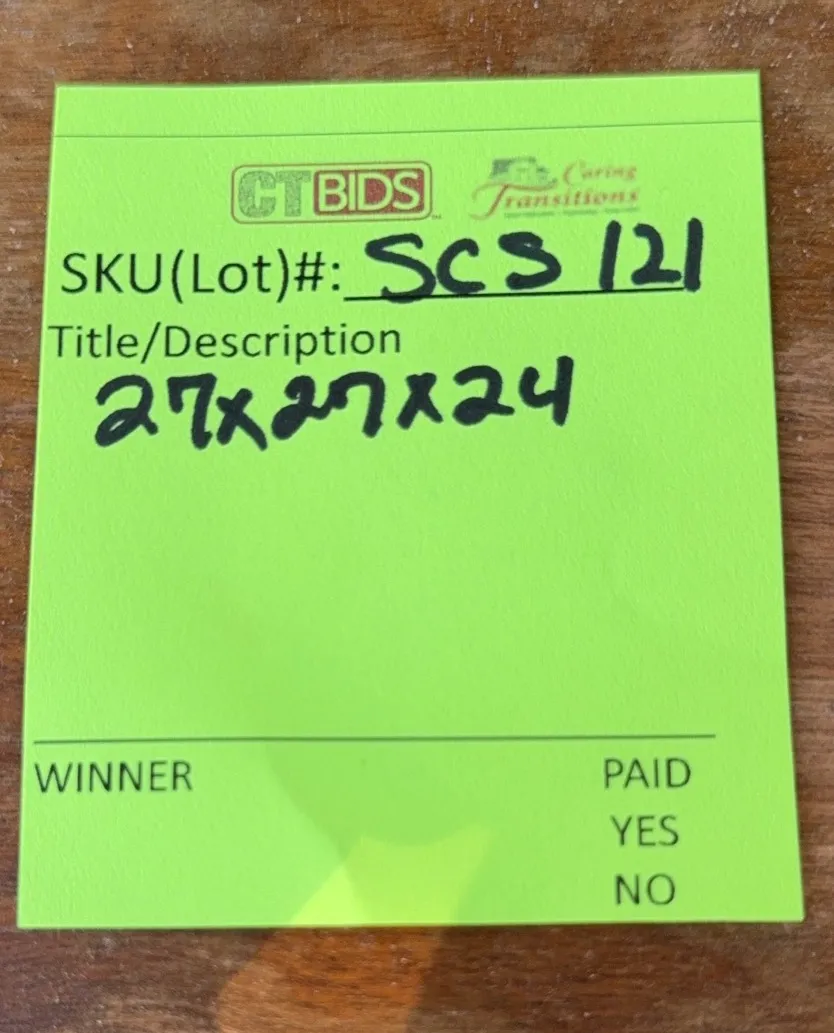 CTBIDS
Caring
Transitions
SKU(Lot)#: SCS 121
Title/Description
27x27x24
WINNER PAID
YES
NO